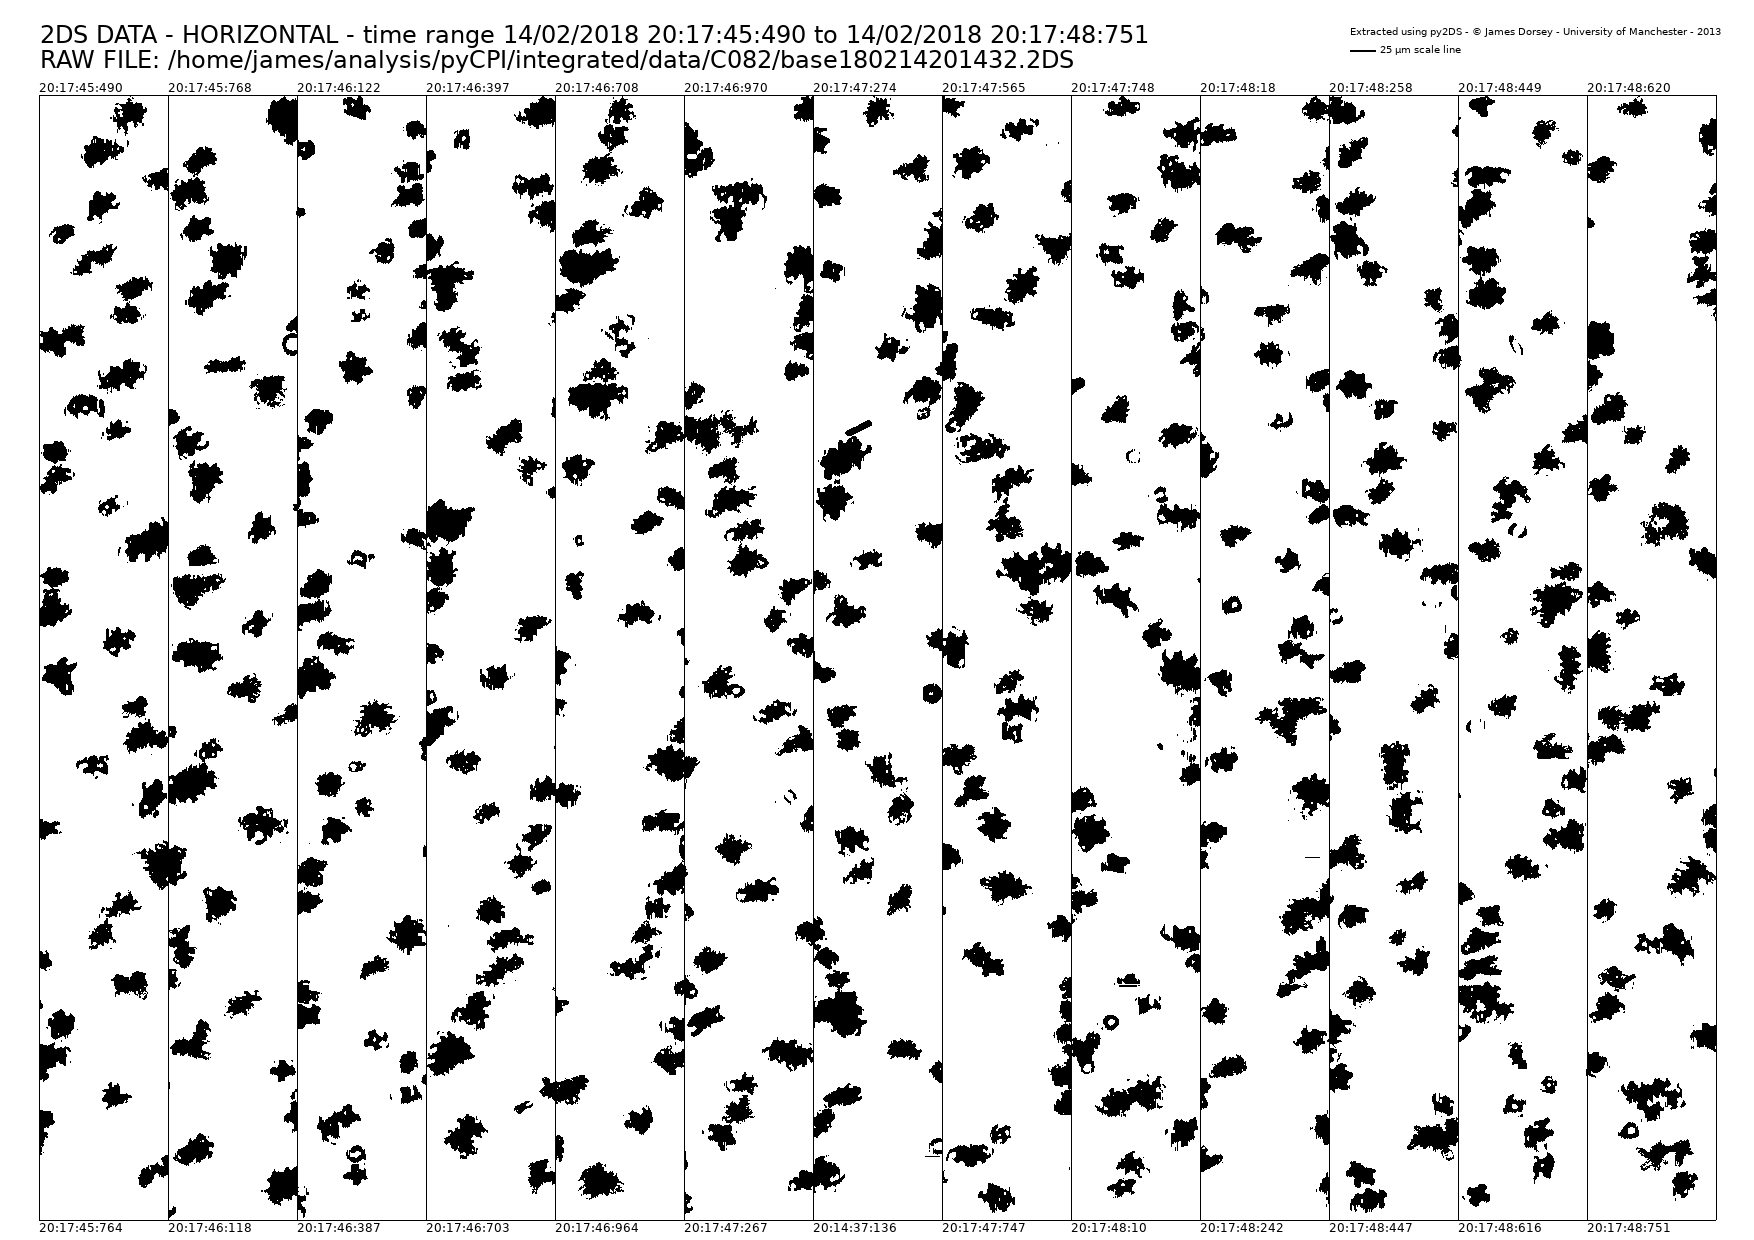 2DS DATA - HORIZONTAL - time range 14/02/2018 20:17:45:490 to 14/02/2018 20:17:48:751
RAW FILE: /home/james/analysis/pyCPI/integrated/data/C082/base180214201432.2DS
Extracted using py2DS - © James Dorsey - University of Manchester - 2013
25 µm scale line
20:17:45:490 20:17:45:768 20:17:46:122 20:17:46:397 20:17:46:708 20:17:46:970 20:17:47:274 20:17:47:565 20:17:47:748 20:17:48:18 20:17:48:258 20:17:48:449 20:17:48:620
20:17:45:764 20:17:46:118 20:17:46:387 20:17:46:703 20:17:46:964 20:17:47:267 20:14:37:136 20:17:47:747 20:17:48:10 20:17:48:242 20:17:48:447 20:17:48:616 20:17:48:751